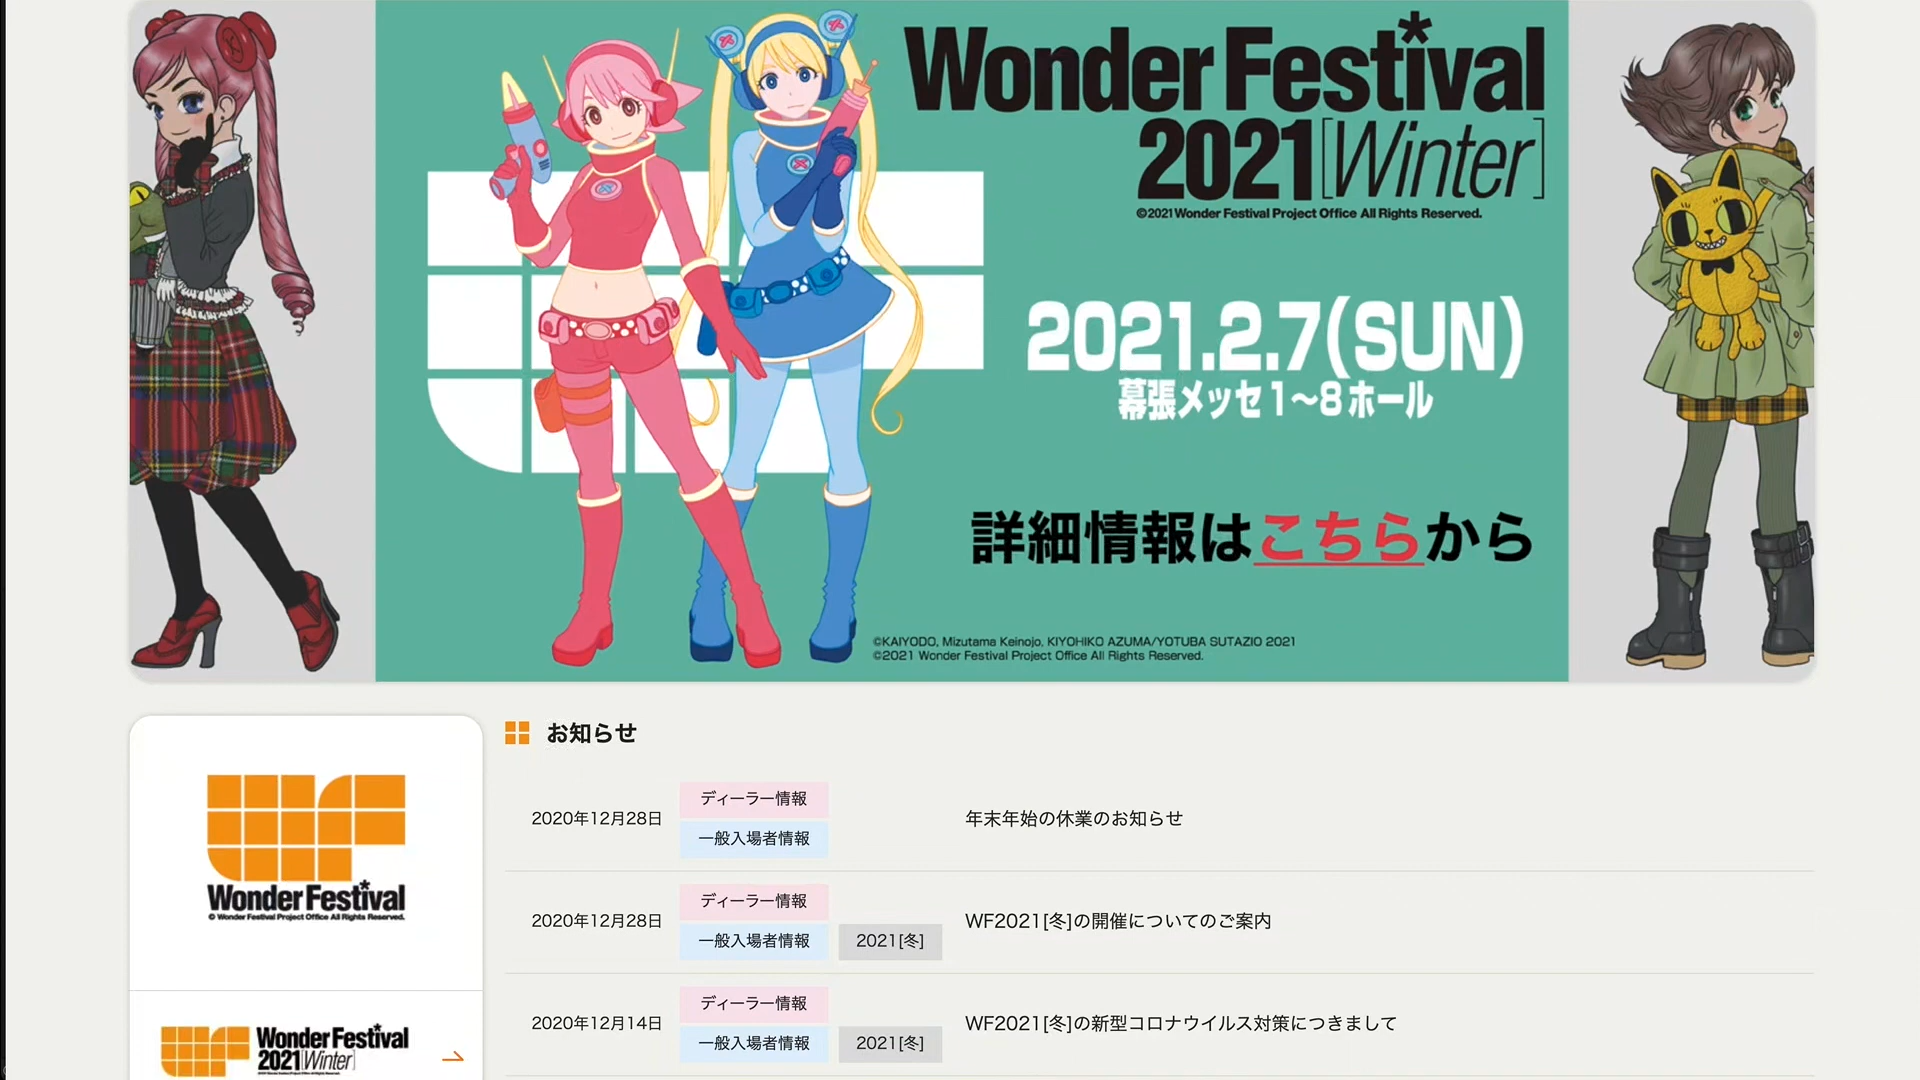 Wonder Festival
2021[Winter]
©2021 Wonder Festival Project Office All Rights Reserved.
2021.2.7(SUN)
幕張メッセ1〜8ホール
詳細情報はこちらから
©KAIYODO, Mizutama Keinojo, KIYOHIKO AZUMA/YOTUBA SUTAZIO 2021
©2021 Wonder Festival Project Office All Rights Reserved.
Wonder Festival
© Wonder Festival Project Office All Rights Reserved.
Wonder Festival
2021[Winter]
お知らせ
2020年12月28日
ディーラー情報
一般入場者情報
年末年始の休業のお知らせ
2020年12月28日
ディーラー情報
一般入場者情報
2021[冬]
WF2021[冬]の開催についてのご案内
2020年12月14日
ディーラー情報
一般入場者情報
2021[冬]
WF2021[冬]の新型コロナウイルス対策につきまして